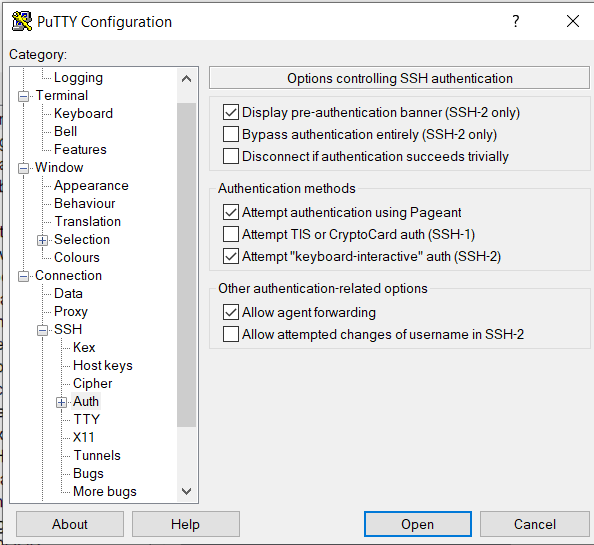 PuTTY Configuration
?
Category:
Logging
Terminal
Keyboard
Bell
Features
Window
Appearance
Behaviour
Translation
Selection
Colours
Connection
Data
Proxy
SSH
Kex
Host keys
Cipher
Auth
TTY
X11
Tunnels
Bugs
More bugs
Options controlling SSH authentication
Display pre-authentication banner (SSH-2 only)
Bypass authentication entirely (SSH-2 only)
Disconnect if authentication succeeds trivially
Authentication methods
Attempt authentication using Pageant
Attempt TIS or CryptoCard auth (SSH-1)
Attempt "keyboard-interactive" auth (SSH-2)
Other authentication-related options
Allow agent forwarding
Allow attempted changes of username in SSH-2
About
Help
Open
Cancel